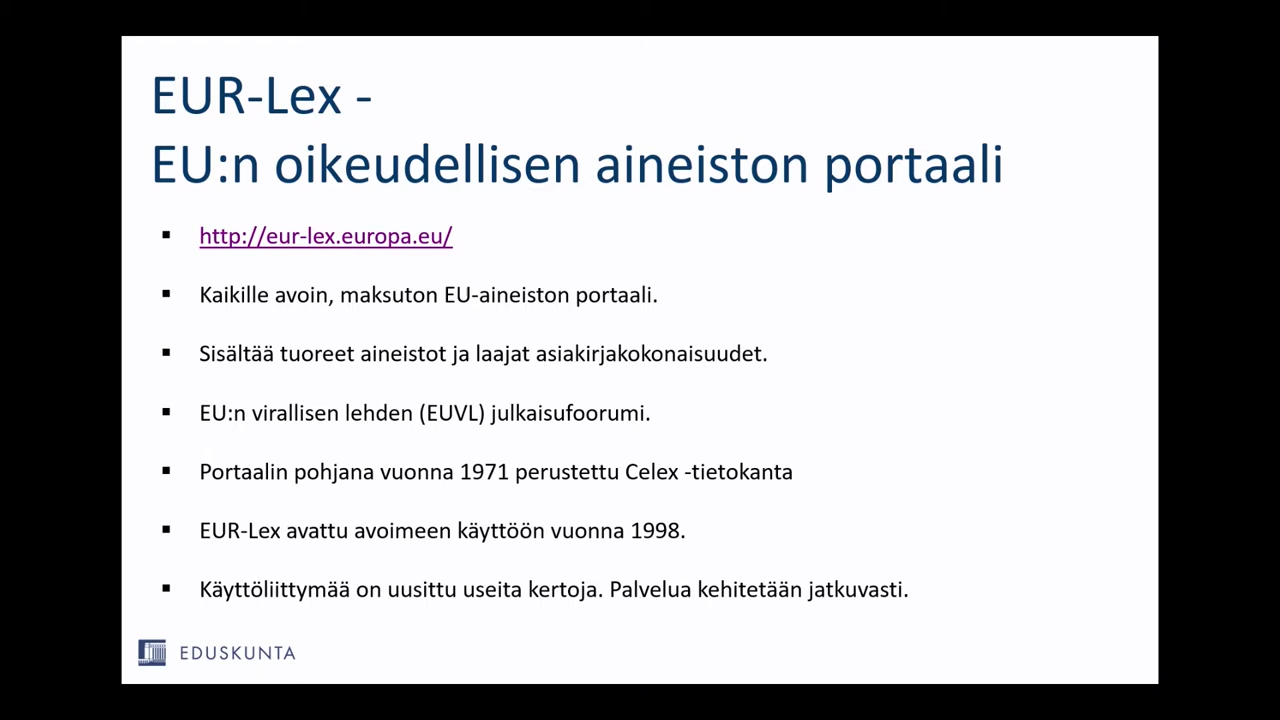 EUR-Lex -
EU:n oikeudellisen aineiston portaali
http://eur-lex.europa.eu/
Kaikille avoin, maksuton EU-aineiston portaali.
Sisältää tuoreet aineistot ja laajat asiakirjakokonaisuudet.
EU:n virallisen lehden (EUVL) julkaisufoorumi.
Portaalin pohjana vuonna 1971 perustettu Celex -tietokanta
EUR-Lex avattu avoimeen käyttöön vuonna 1998.
Käyttöliittymää on uusittu useita kertoja. Palvelua kehitetään jatkuvasti.
EDUSKUNTA